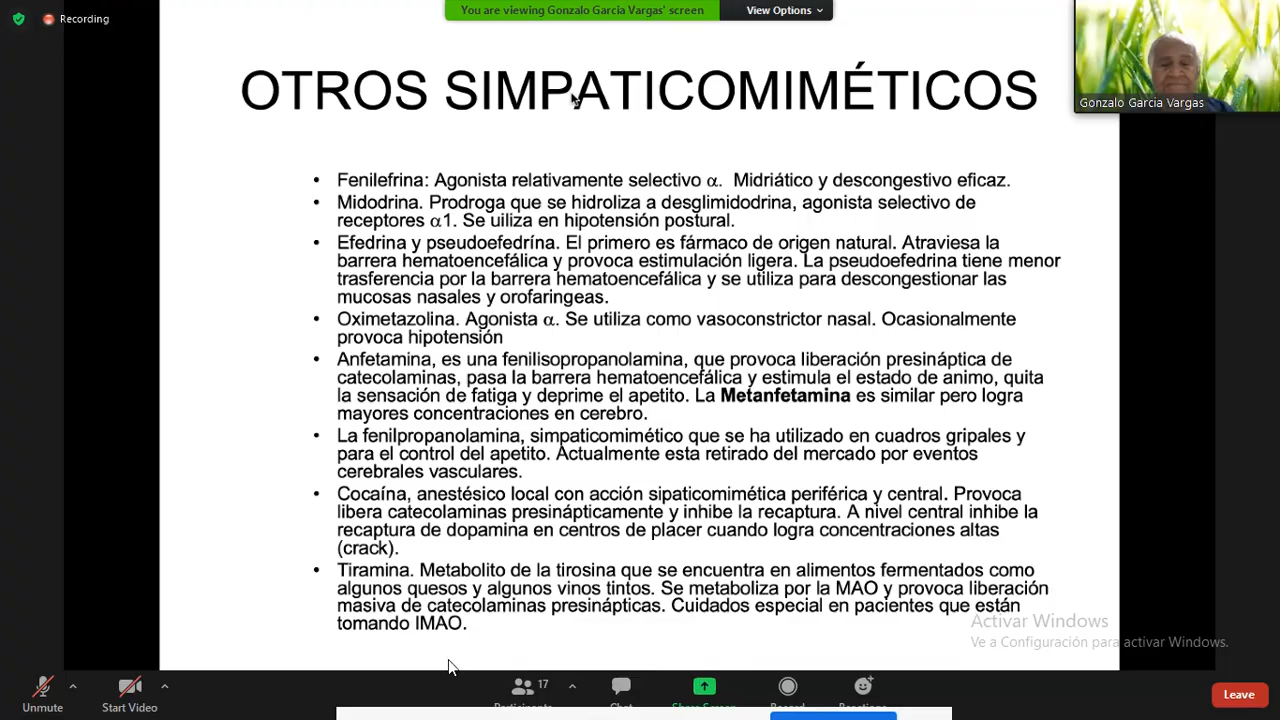 Recording
You are viewing Gonzalo Garcia Vargas' screen
View Options
Gonzalo Garcia Vargas
OTROS SIMPATICOMIMÉTICOS
• Fenilefrina: Agonista relativamente selectivo α. Midriático y descongestivo eficaz.
• Midodrina. Prodroga que se hidroliza a desglimidodrina, agonista selectivo de
receptores α1. Se uiliza en hipotensión postural.
• Efedrina y pseudoefedrína. El primero es fármaco de origen natural. Atraviesa la
barrera hematoencefálica y provoca estimulación ligera. La pseudoefedrina tiene menor
trasferencia por la barrera hematoencefálica y se utiliza para descongestionar las
mucosas nasales y orofaringeas.
• Oximetazolina. Agonista α. Se utiliza como vasoconstrictor nasal. Ocasionalmente
provoca hipotensión
• Anfetamina, es una fenilisopropanolamina, que provoca liberación presináptica de
catecolaminas, pasa la barrera hematoencefálica y estimula el estado de animo, quita
la sensación de fatiga y deprime el apetito. La Metanfetamina es similar pero logra
mayores concentraciones en cerebro.
• La fenilpropanolamina, simpaticomimético que se ha utilizado en cuadros gripales y
para el control del apetito. Actualmente esta retirado del mercado por eventos
cerebrales vasculares.
• Cocaína, anestésico local con acción sipaticomimética periférica y central. Provoca
libera catecolaminas presinápticamente y inhibe la recaptura. A nivel central inhibe la
recaptura de dopamina en centros de placer cuando logra concentraciones altas
(crack).
• Tiramina. Metabolito de la tirosina que se encuentra en alimentos fermentados como
algunos quesos y algunos vinos tintos. Se metaboliza por la MAO y provoca liberación
masiva de catecolaminas presinápticas. Cuidados especial en pacientes que están
tomando IMAO.
Activar Windows
Ve a Configuración para activar Windows.
Unmute
Start Video
17
Participants
Chat
Share Screen
Record
Reactions
Leave